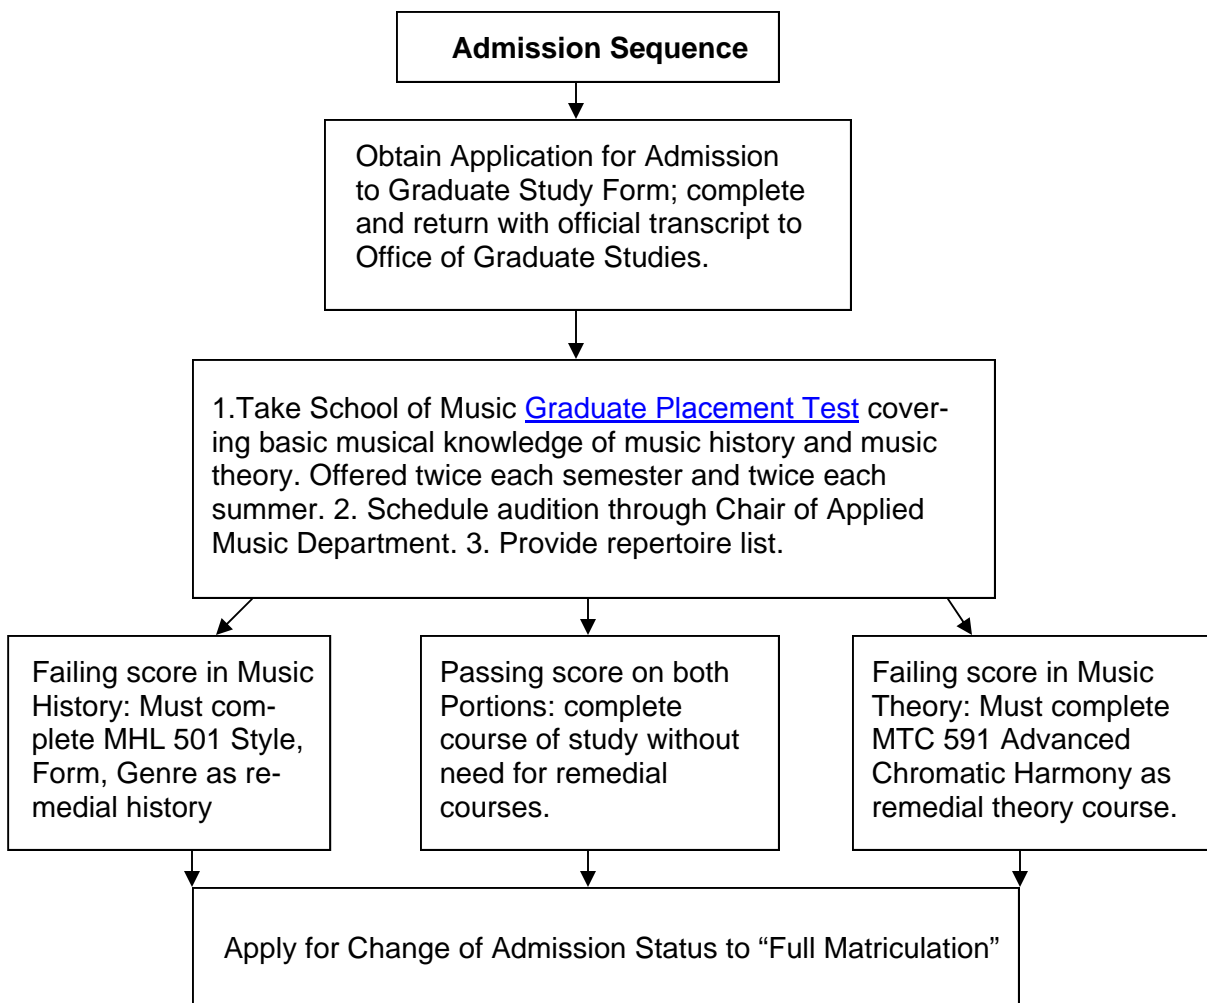 Admission Sequence
Obtain Application for Admission
to Graduate Study Form; complete
and return with official transcript to
Office of Graduate Studies.
1.Take School of Music Graduate Placement Test cover-
ing basic musical knowledge of music history and music
theory. Offered twice each semester and twice each
summer. 2. Schedule audition through Chair of Applied
Music Department. 3. Provide repertoire list.
Failing score in Music
History: Must com-
plete MHL 501 Style,
Form, Genre as re-
medial history
Passing score on both
Portions: complete
course of study without
need for remedial
courses.
Failing score in Music
Theory: Must complete
MTC 591 Advanced
Chromatic Harmony as
remedial theory course.
Apply for Change of Admission Status to “Full Matriculation”